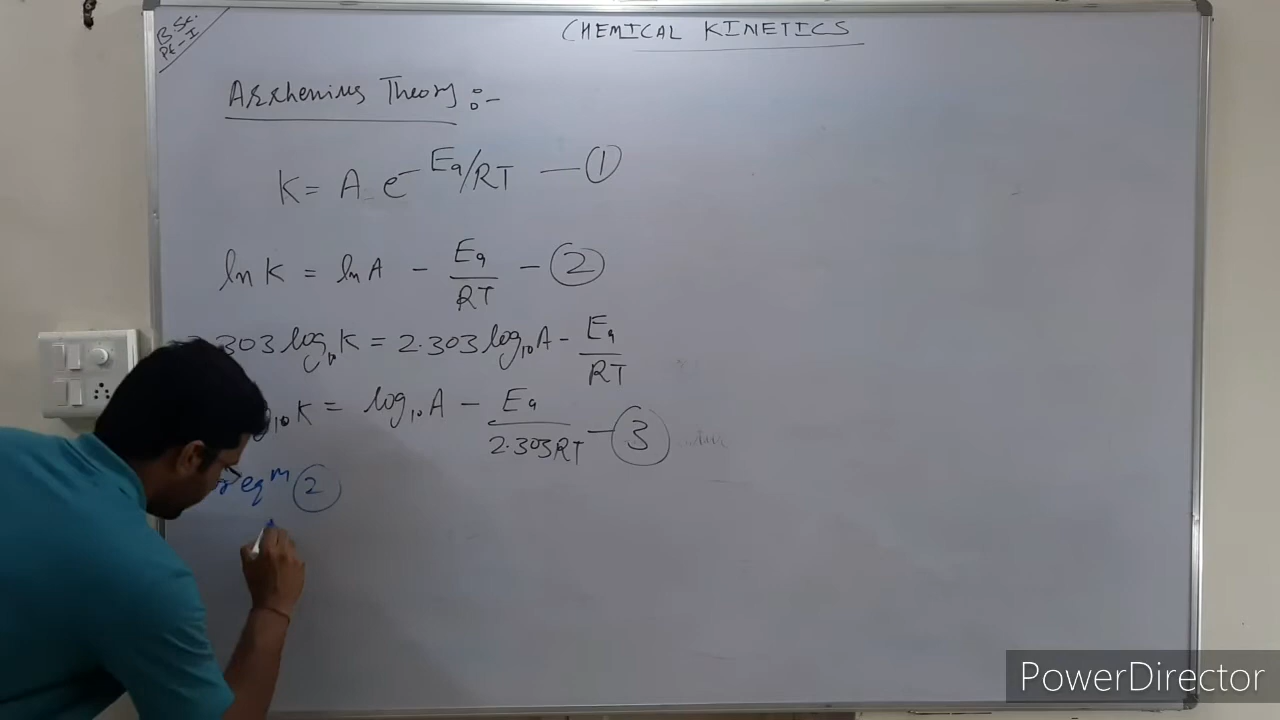 B.Sc.
Pt-I
CHEMICAL KINETICS
Arrhenius Theory :-
K = A e^-Ea/RT — ①
ln K = ln A - Ea/RT - ②
.303 log₁₀ K = 2.303 log₁₀ A - Ea/RT
₁₀ K = log₁₀ A - Ea/2.303RT — ③
eqⁿ ②
PowerDirector